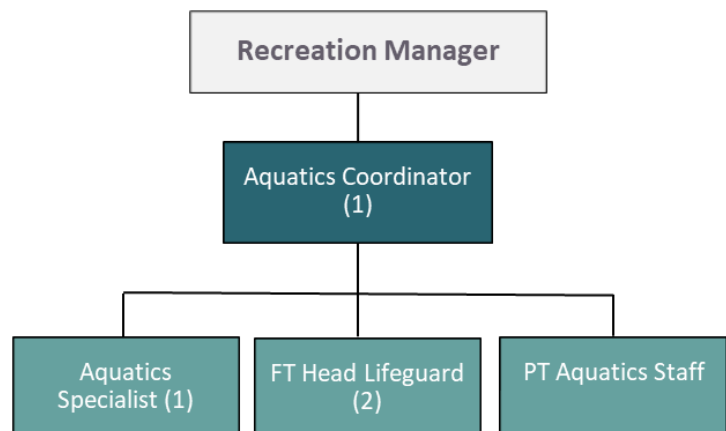 Recreation Manager
Aquatics Coordinator
(1)
Aquatics
Specialist (1)
FT Head Lifeguard
(2)
PT Aquatics Staff